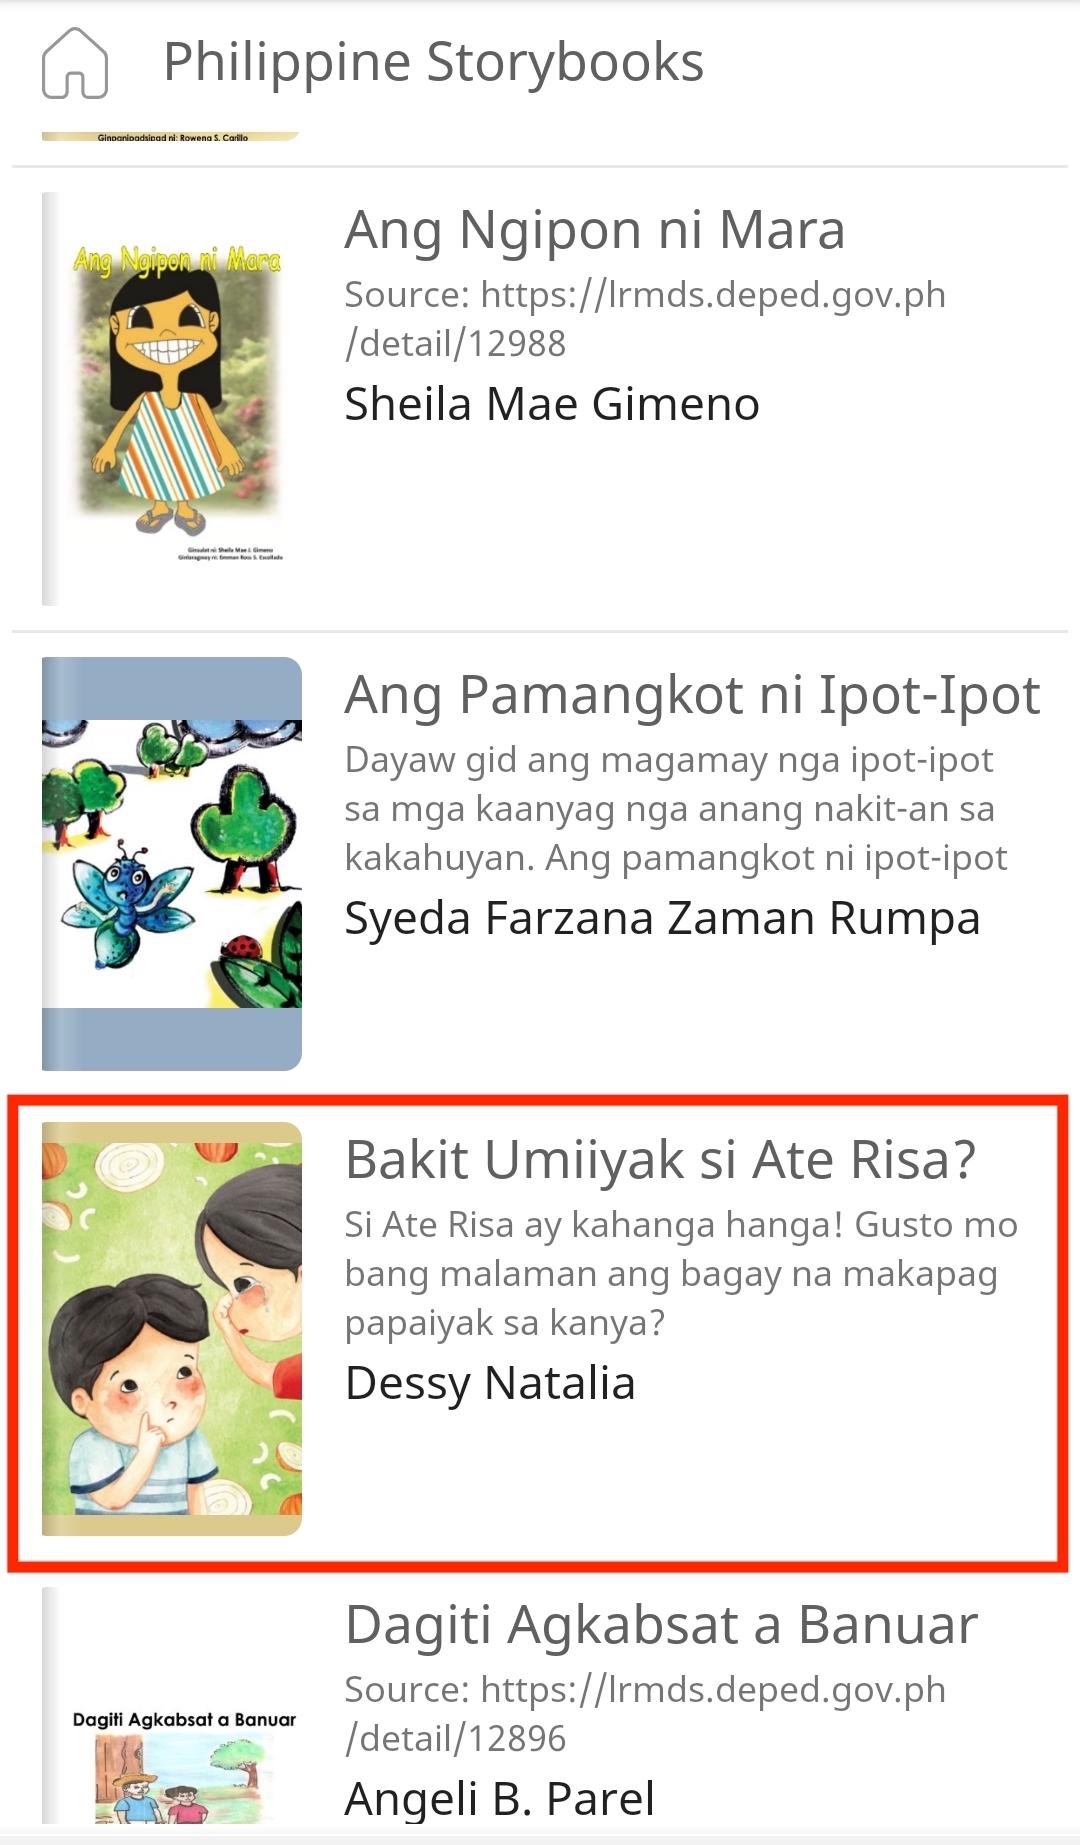 Philippine Storybooks
Ginpanipadsipad ni: Rowena S. Carillo
Ang Ngipon ni Mara
Ang Ngipon ni Mara
Source: https://lrmds.deped.gov.ph
/detail/12988
Sheila Mae Gimeno
Ginsulat ni: Sheila Mae J. Gimeno
Ginlaragway ni: Emman Ross S. Escollada
Ang Pamangkot ni Ipot-Ipot
Dayaw gid ang magamay nga ipot-ipot
sa mga kaanyag nga anang nakit-an sa
kakahuyan. Ang pamangkot ni ipot-ipot
Syeda Farzana Zaman Rumpa
Bakit Umiiyak si Ate Risa?
Si Ate Risa ay kahanga hanga! Gusto mo
bang malaman ang bagay na makapag
papaiyak sa kanya?
Dessy Natalia
Dagiti Agkabsat a Banuar
Source: https://lrmds.deped.gov.ph
/detail/12896
Dagiti Agkabsat a Banuar
Angeli B. Parel